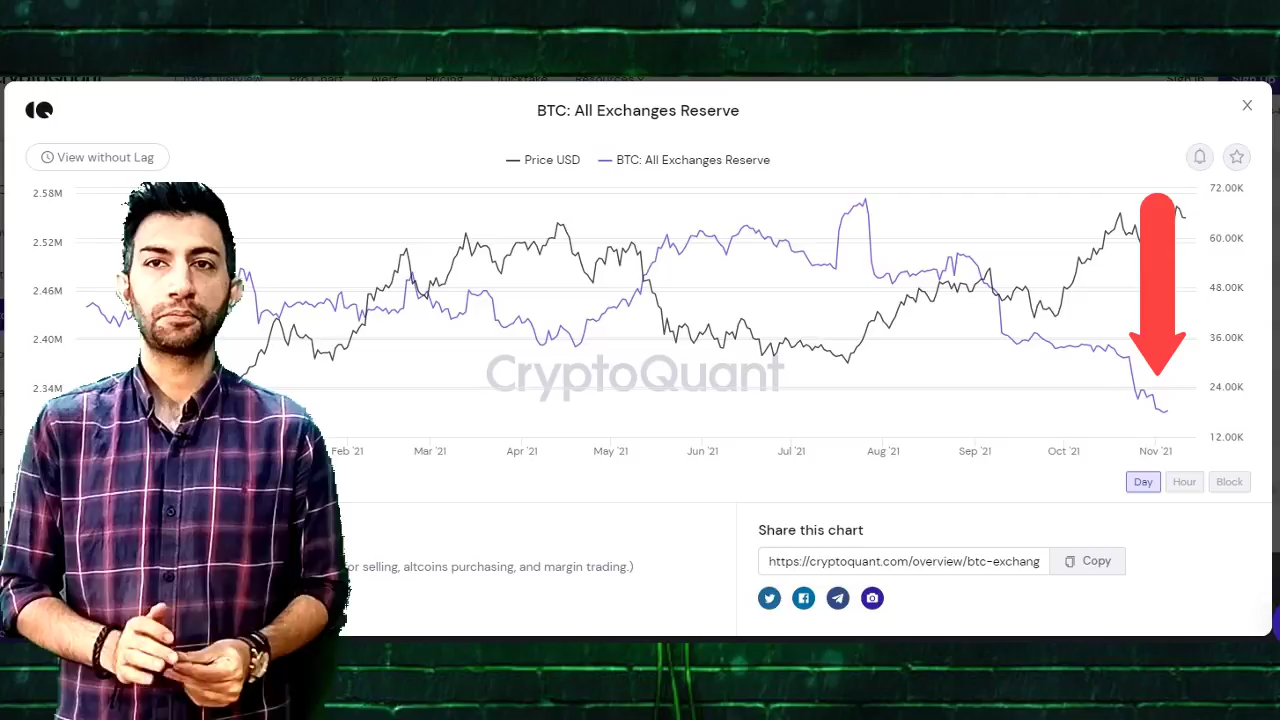 BTC: All Exchanges Reserve
View without Lag
Price USD
BTC: All Exchanges Reserve
2.58M
2.52M
2.46M
2.40M
2.34M
72.00K
60.00K
48.00K
36.00K
24.00K
12.00K
CryptoQuant
Feb '21 Mar '21 Apr '21 May '21 Jun '21 Jul '21 Aug '21 Sep '21 Oct '21 Nov '21
Day Hour Block
Share this chart
for selling, altcoins purchasing, and margin trading.)
https://cryptoquant.com/overview/btc-exchang
Copy